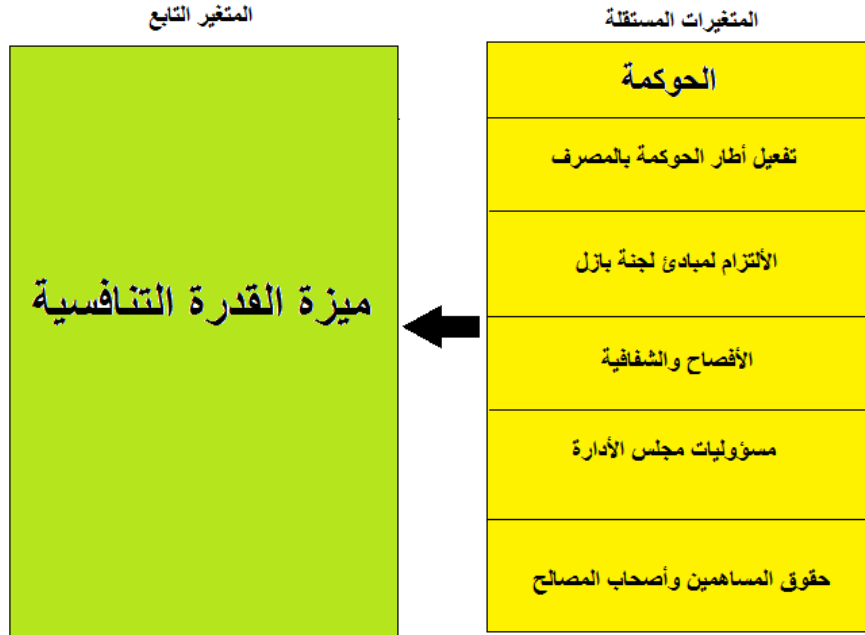 المتغيرات المستقلة
الحوكمة
تفعيل أطار الحوكمة بالمصرف
الألتزام لمبادئ لجنة بازل
الأفصاح والشفافية
مسؤوليات مجلس الأدارة
حقوق المساهمين وأصحاب المصالح
المتغير التابع
ميزة القدرة التنافسية